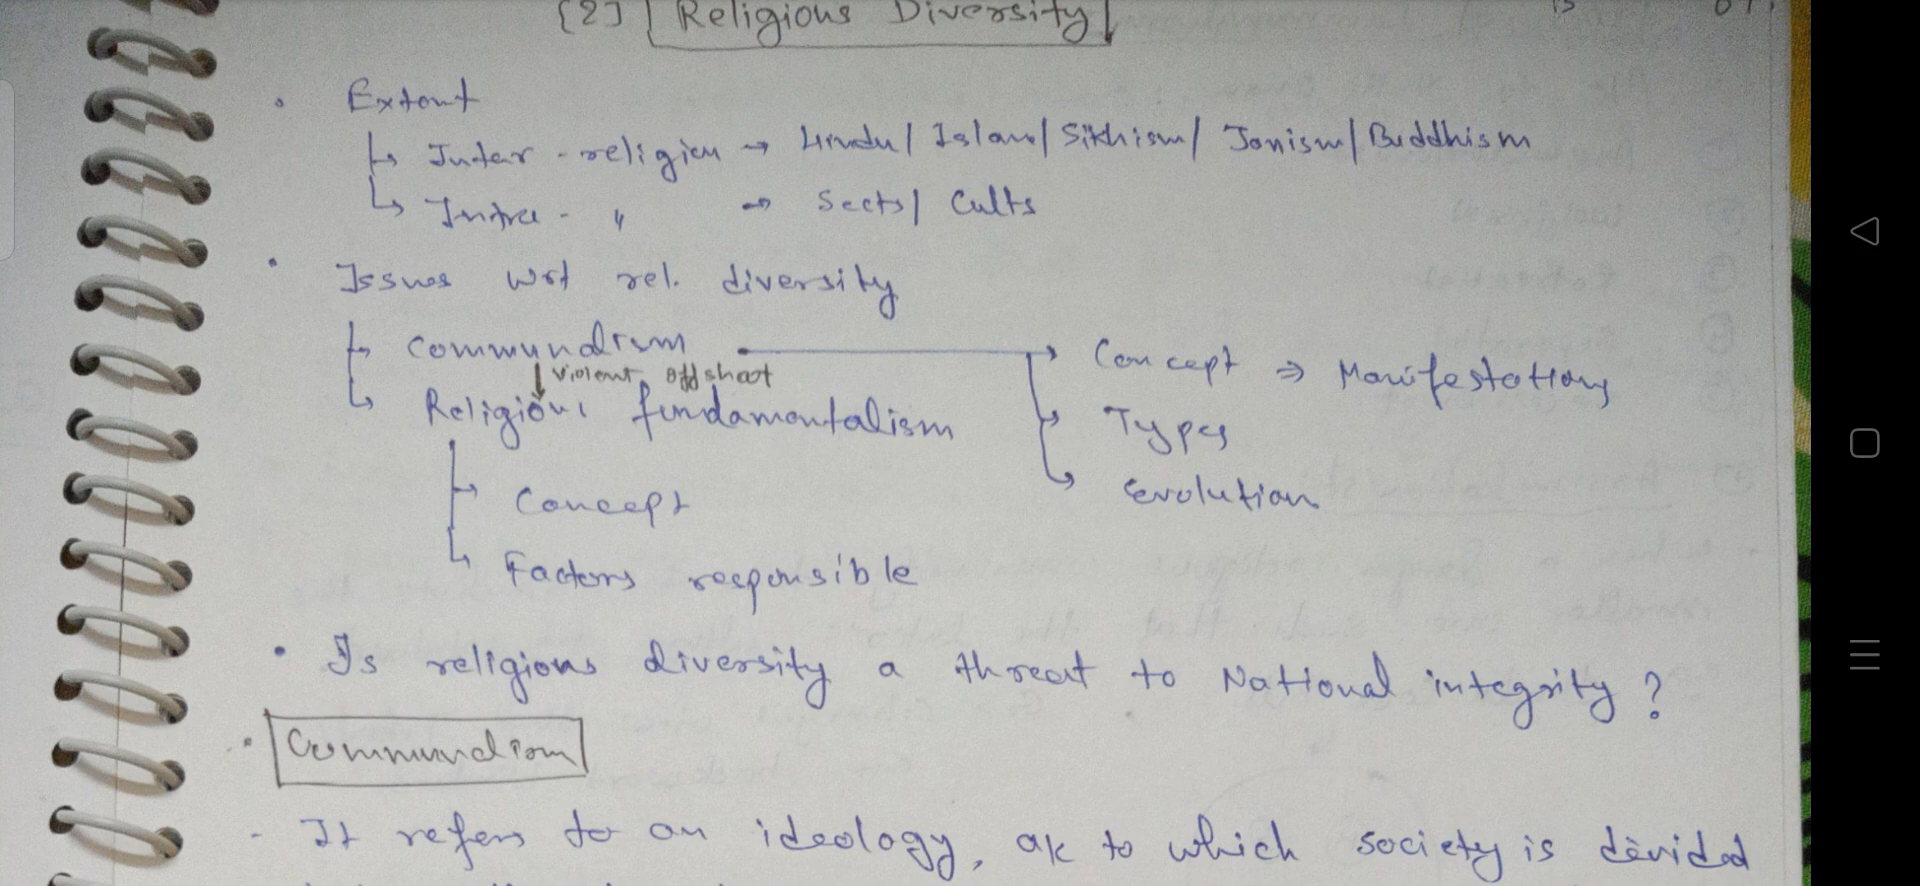 [2] Religious Diversity
• Extent
↳ Inter-religion → Hindu/ Islam/ Sikhism/ Jainism/ Buddhism
↳ Intra- " → Sects/ Cults
• Issues wrt rel. diversity
↳ Communalism → Concept ⇒ Manifestations
↓ violent offshoot
↳ Religious fundamentalism
→ Types
→ Evolution
→ Concept
↳ Factors responsible
• Is religious diversity a threat to National integrity?
• Communalism
- It refers to an ideology, ac to which society is divided